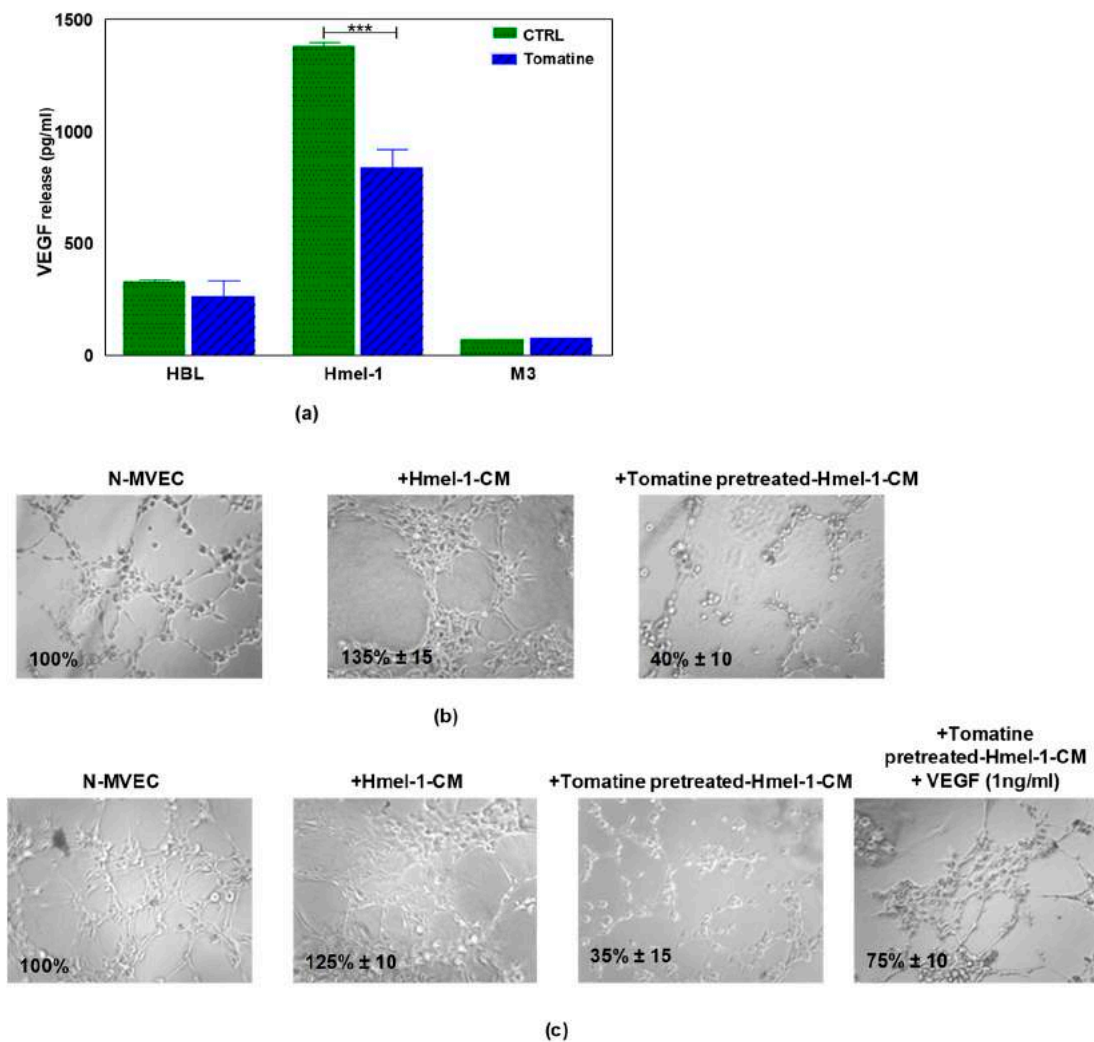 1500
***
CTRL
Tomatine
1000
500
0
VEGF release (pg/ml)
HBL Hmel-1 M3
(a)
N-MVEC +Hmel-1-CM +Tomatine pretreated-Hmel-1-CM
100% 135% ± 15 40% ± 10
(b)
+Tomatine
pretreated-Hmel-1-CM
N-MVEC +Hmel-1-CM +Tomatine pretreated-Hmel-1-CM + VEGF (1ng/ml)
100% 125% ± 10 35% ± 15 75% ± 10
(c)